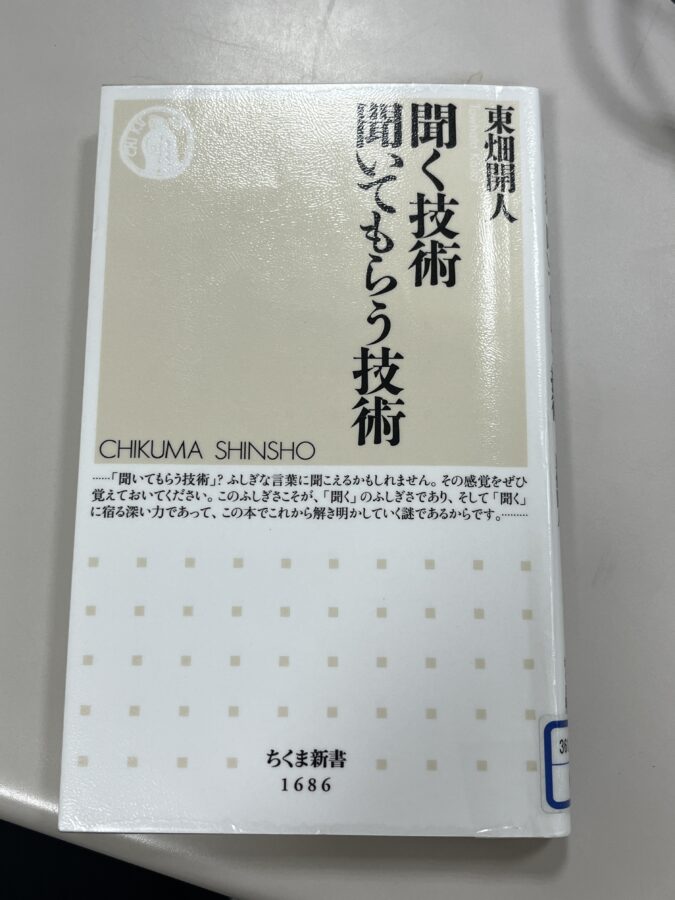 東畑開人
聞く技術
聞いてもらう技術
CHIKUMA SHINSHO
……「聞いてもらう技術」? ふしぎな言葉に聞こえるかもしれません。その感覚をぜひ
覚えておいてください。このふしぎさこそが、「聞く」のふしぎさであり、そして「聞く」
に宿る深い力であって、この本でこれから解き明かしていく謎であるからです。………
ちくま新書
1686